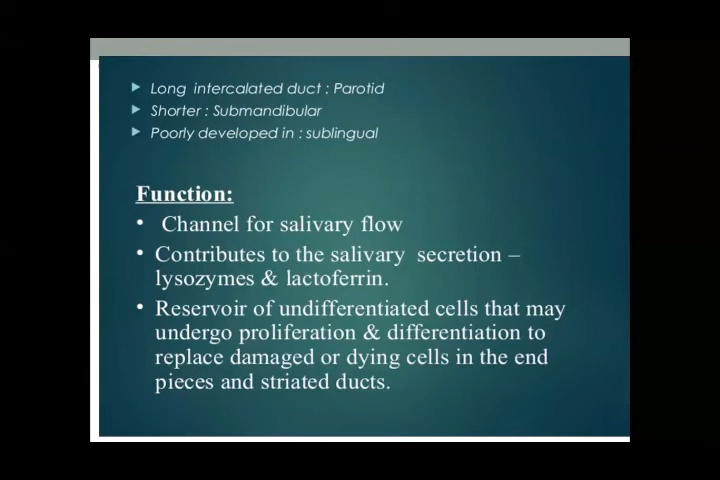 Long intercalated duct : Parotid
Shorter : Submandibular
Poorly developed in : sublingual
Function:
• Channel for salivary flow
• Contributes to the salivary secretion –
lysozymes & lactoferrin.
• Reservoir of undifferentiated cells that may
undergo proliferation & differentiation to
replace damaged or dying cells in the end
pieces and striated ducts.